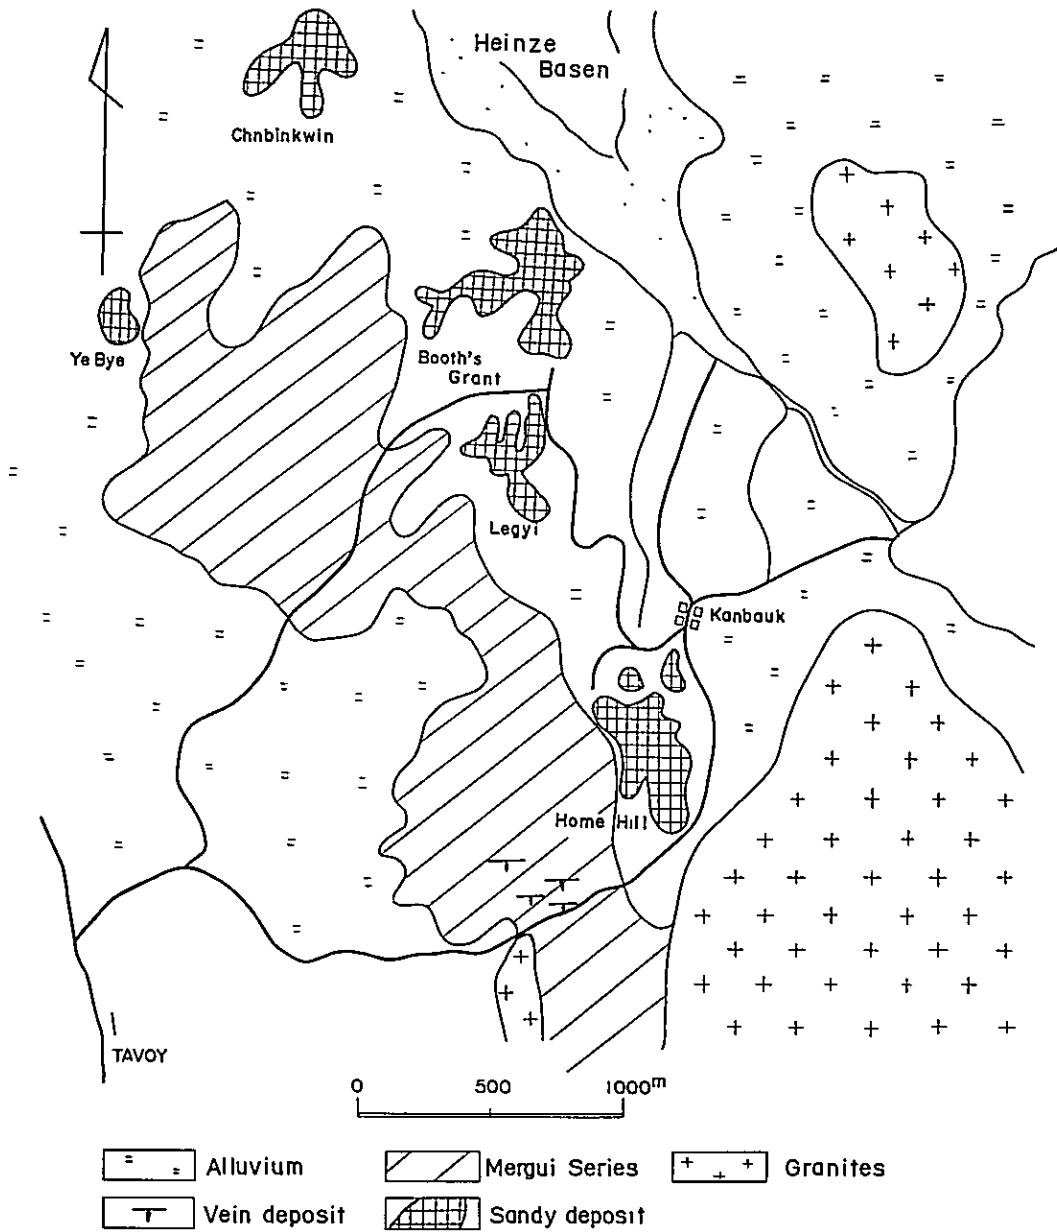 Heinze
Basen
Chnbinkwin
Ye Bye
Booth's
Grant
Legyi
Kanbauk
Home Hill
TAVOY
0 500 1000m
Alluvium Mergui Series Granites
Vein deposit Sandy deposit